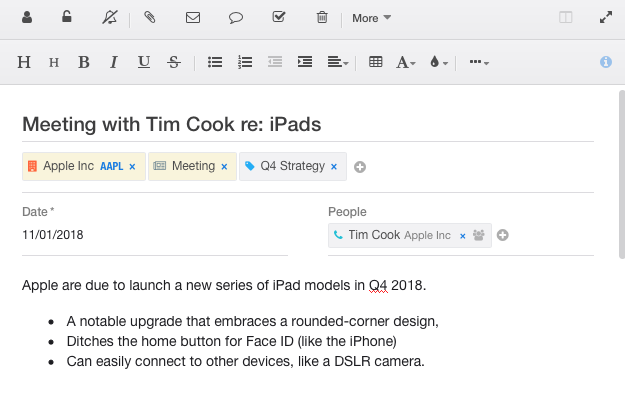 More
H H B I U S A
Meeting with Tim Cook re: iPads
Apple Inc AAPL × Meeting × Q4 Strategy ×
Date * People
11/01/2018 Tim Cook Apple Inc ×
Apple are due to launch a new series of iPad models in Q4 2018.
• A notable upgrade that embraces a rounded-corner design,
• Ditches the home button for Face ID (like the iPhone)
• Can easily connect to other devices, like a DSLR camera.